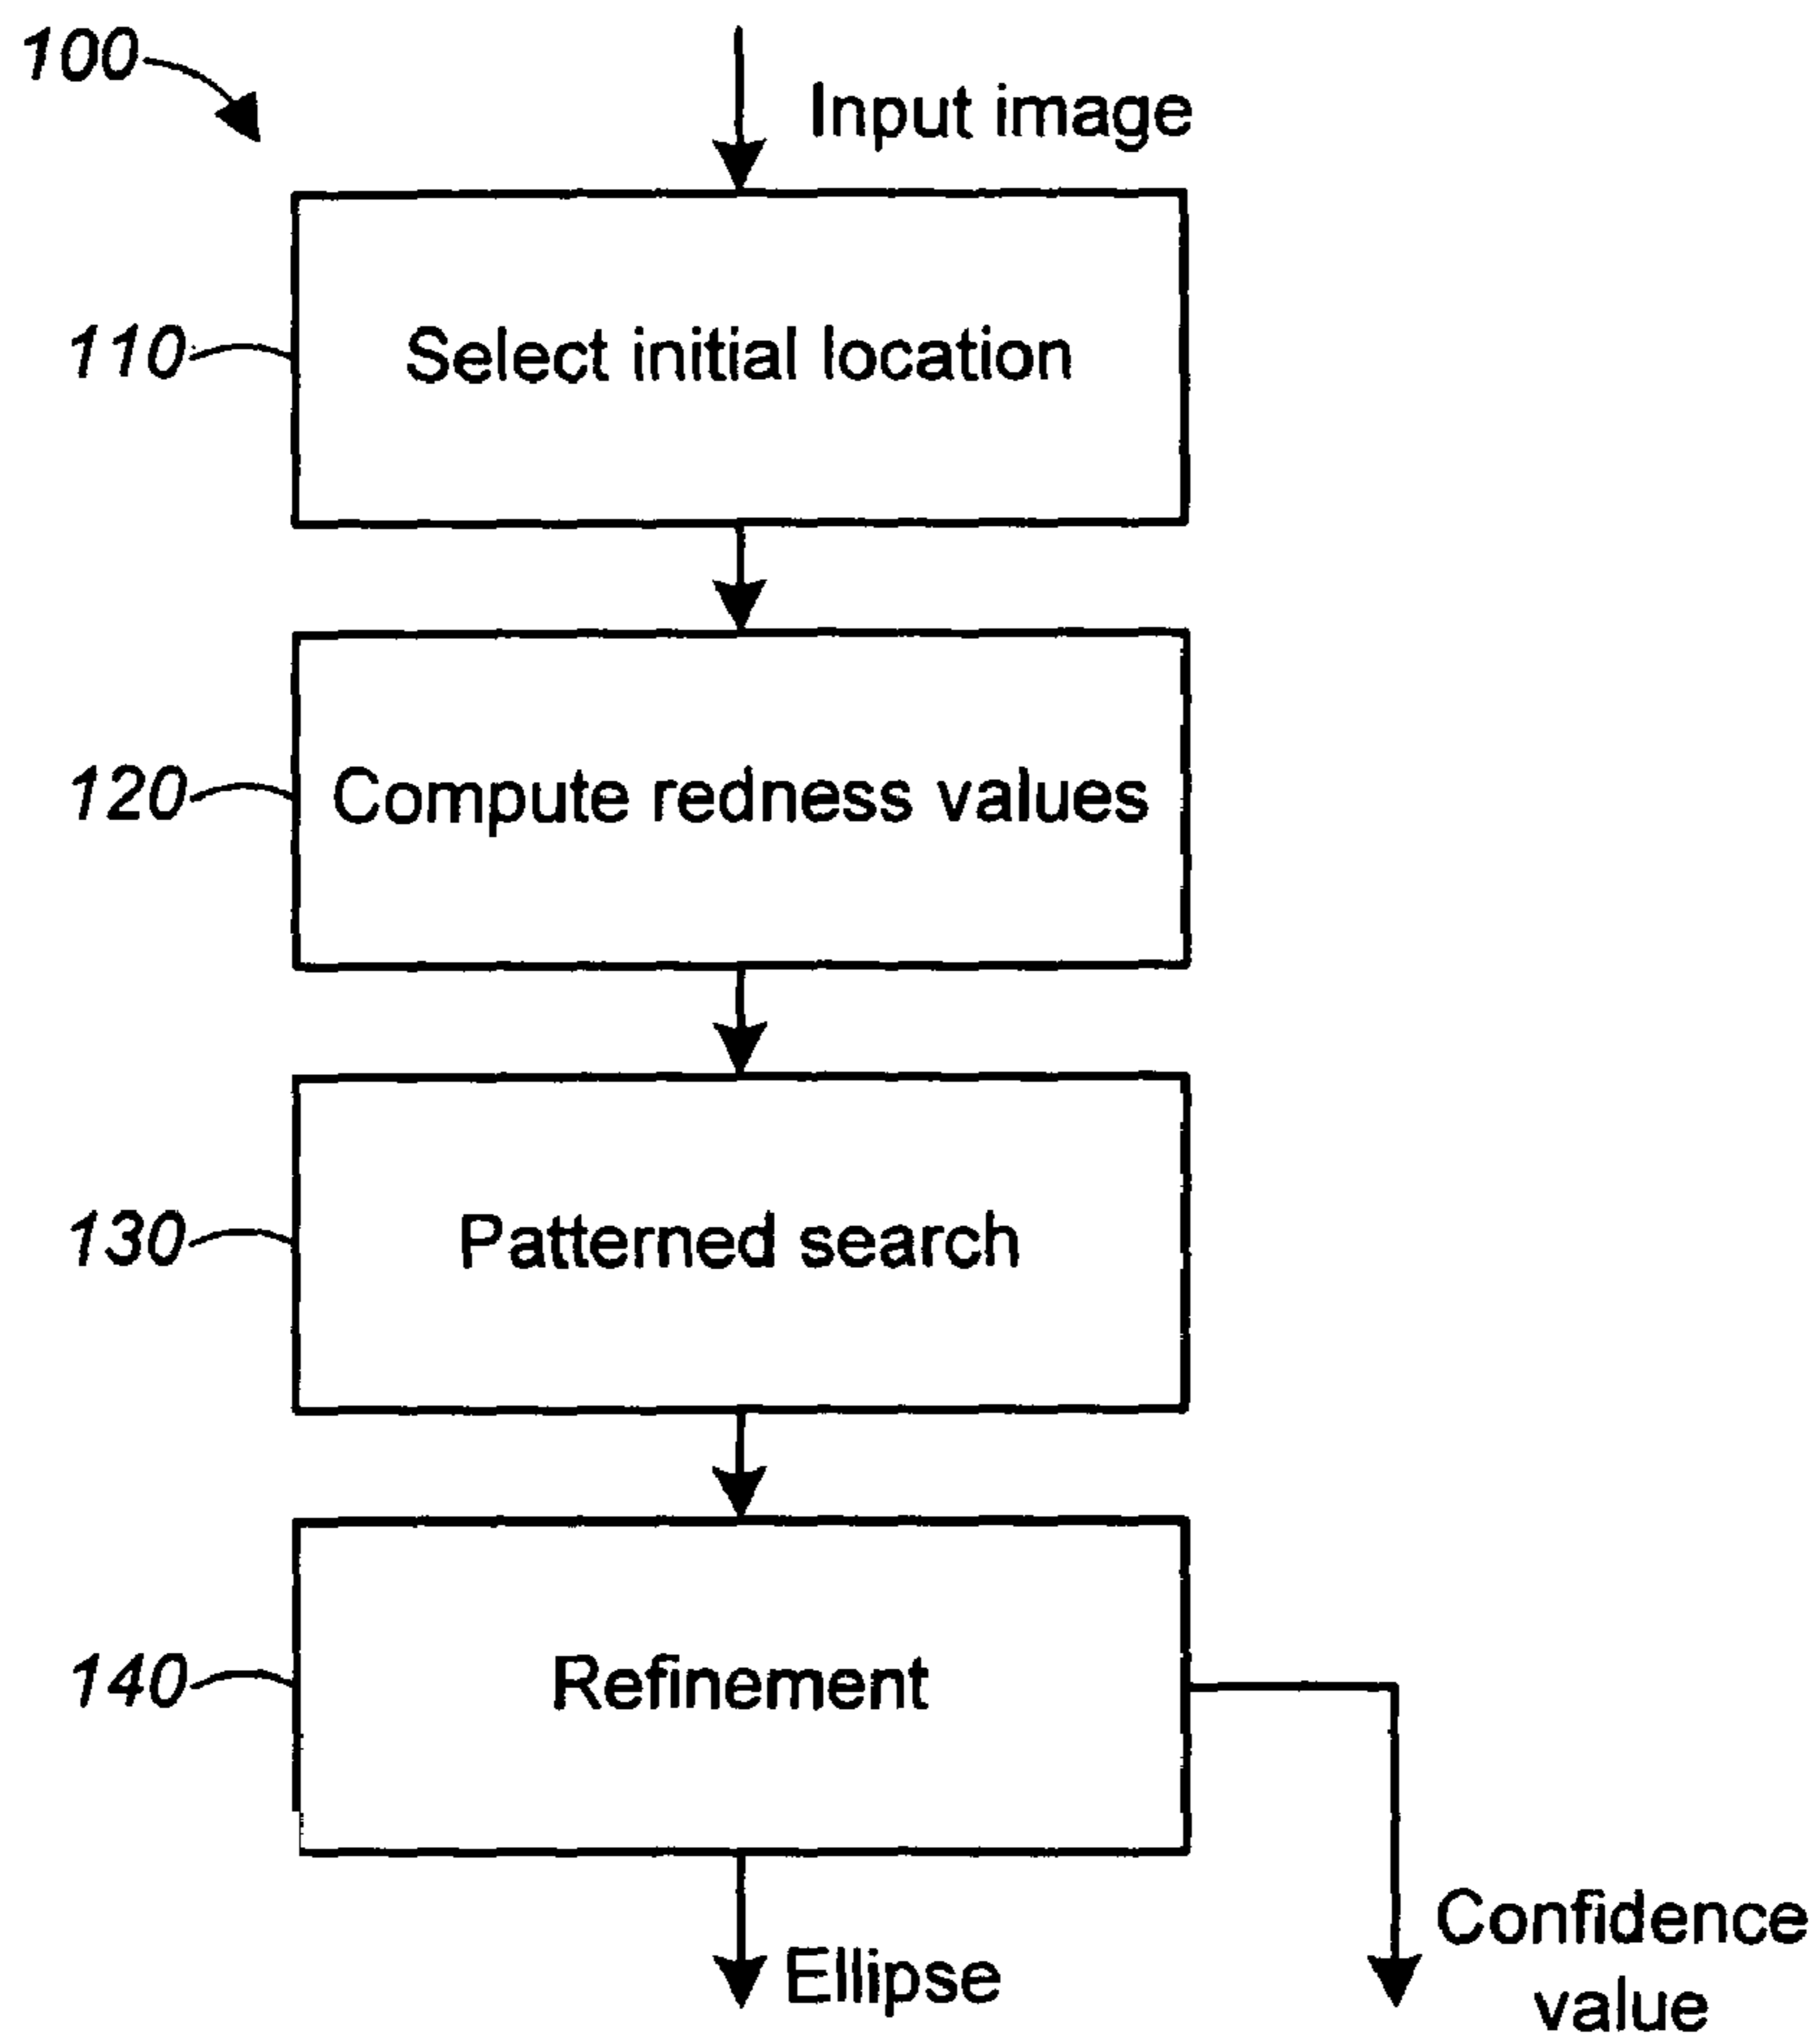 100
Input image
110
Select initial location
120
Compute redness values
130
Patterned search
140
Refinement
Ellipse
Confidence
value